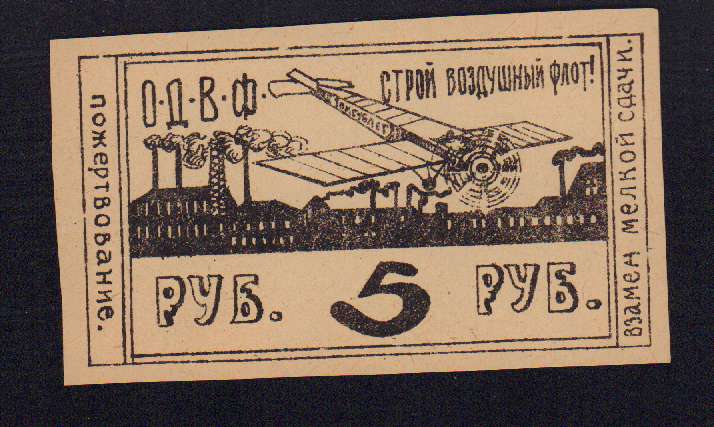 О.Д.В.Ф.
СТРОЙ ВОЗДУШНЫЙ ФЛОТ!
пожертвование.
взамен мелкой сдачи.
РУБ. 5 РУБ.